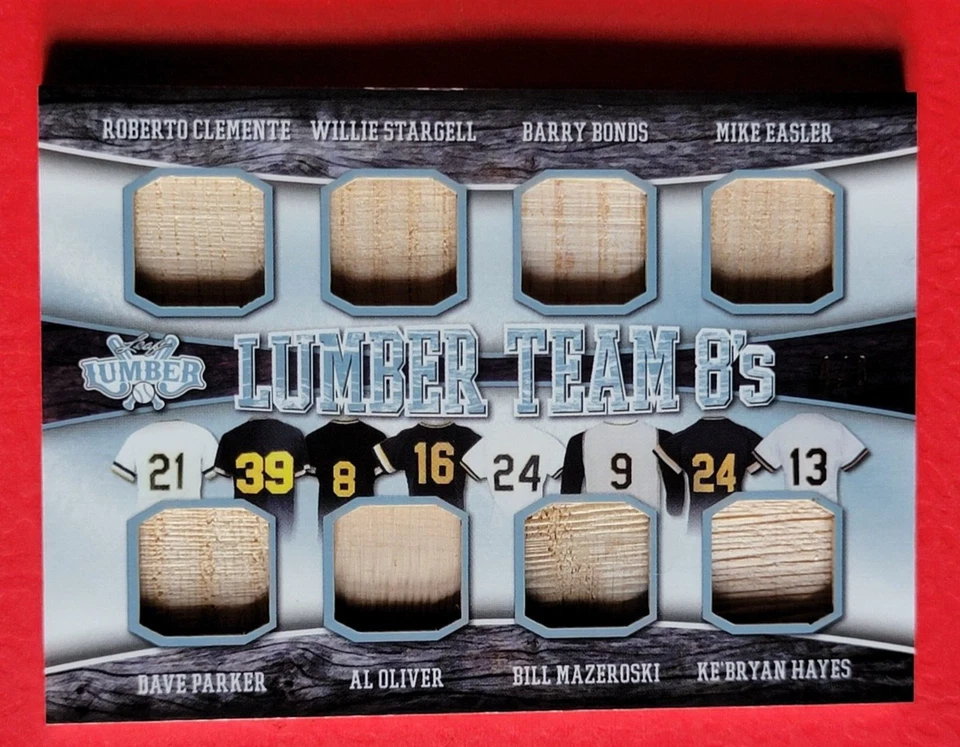 ROBERTO CLEMENTE WILLIE STARGELL BARRY BONDS MIKE EASLER
Leaf
LUMBER
LUMBER TEAM 8's
21 39 8 16 24 9 24 13
DAVE PARKER AL OLIVER BILL MAZEROSKI KE'BRYAN HAYES